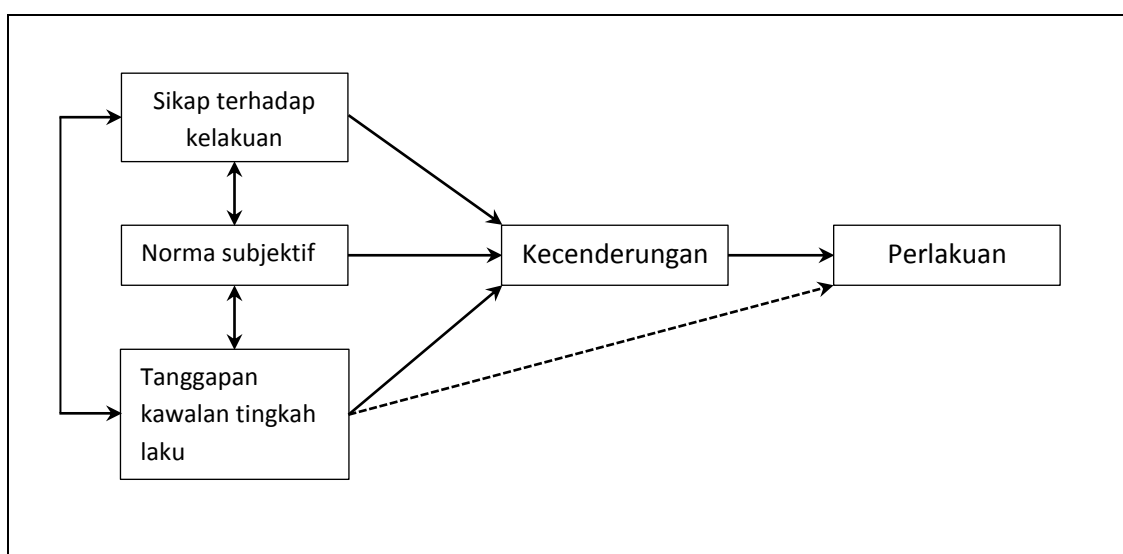 Sikap terhadap
kelakuan
Norma subjektif
Kecenderungan
Perlakuan
Tanggapan
kawalan tingkah
laku